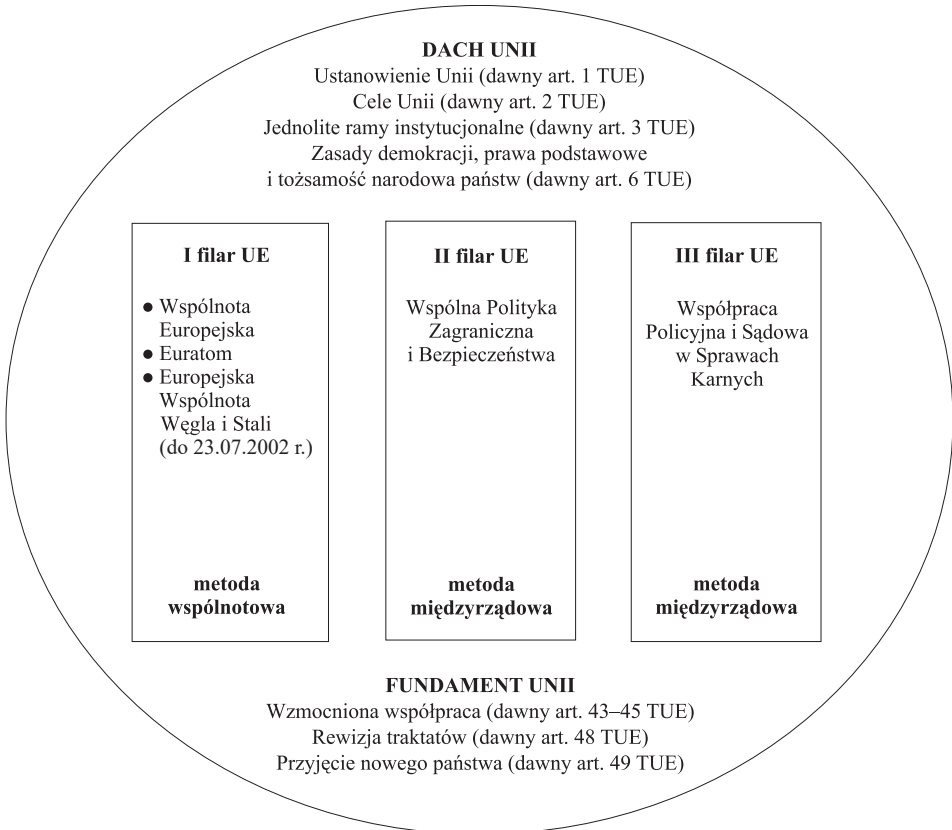 DACH UNII
Ustanowienie Unii (dawny art. 1 TUE)
Cele Unii (dawny art. 2 TUE)
Jednolite ramy instytucjonalne (dawny art. 3 TUE)
Zasady demokracji, prawa podstawowe
i tożsamość narodowa państw (dawny art. 6 TUE)
I filar UE
● Wspólnota
Europejska
● Euratom
● Europejska
Wspólnota
Węgla i Stali
(do 23.07.2002 r.)
metoda
wspólnotowa
II filar UE
Wspólna Polityka
Zagraniczna
i Bezpieczeństwa
metoda
międzyrządowa
III filar UE
Współpraca
Policyjna i Sądowa
w Sprawach
Karnych
metoda
międzyrządowa
FUNDAMENT UNII
Wzmocniona współpraca (dawny art. 43–45 TUE)
Rewizja traktatów (dawny art. 48 TUE)
Przyjęcie nowego państwa (dawny art. 49 TUE)